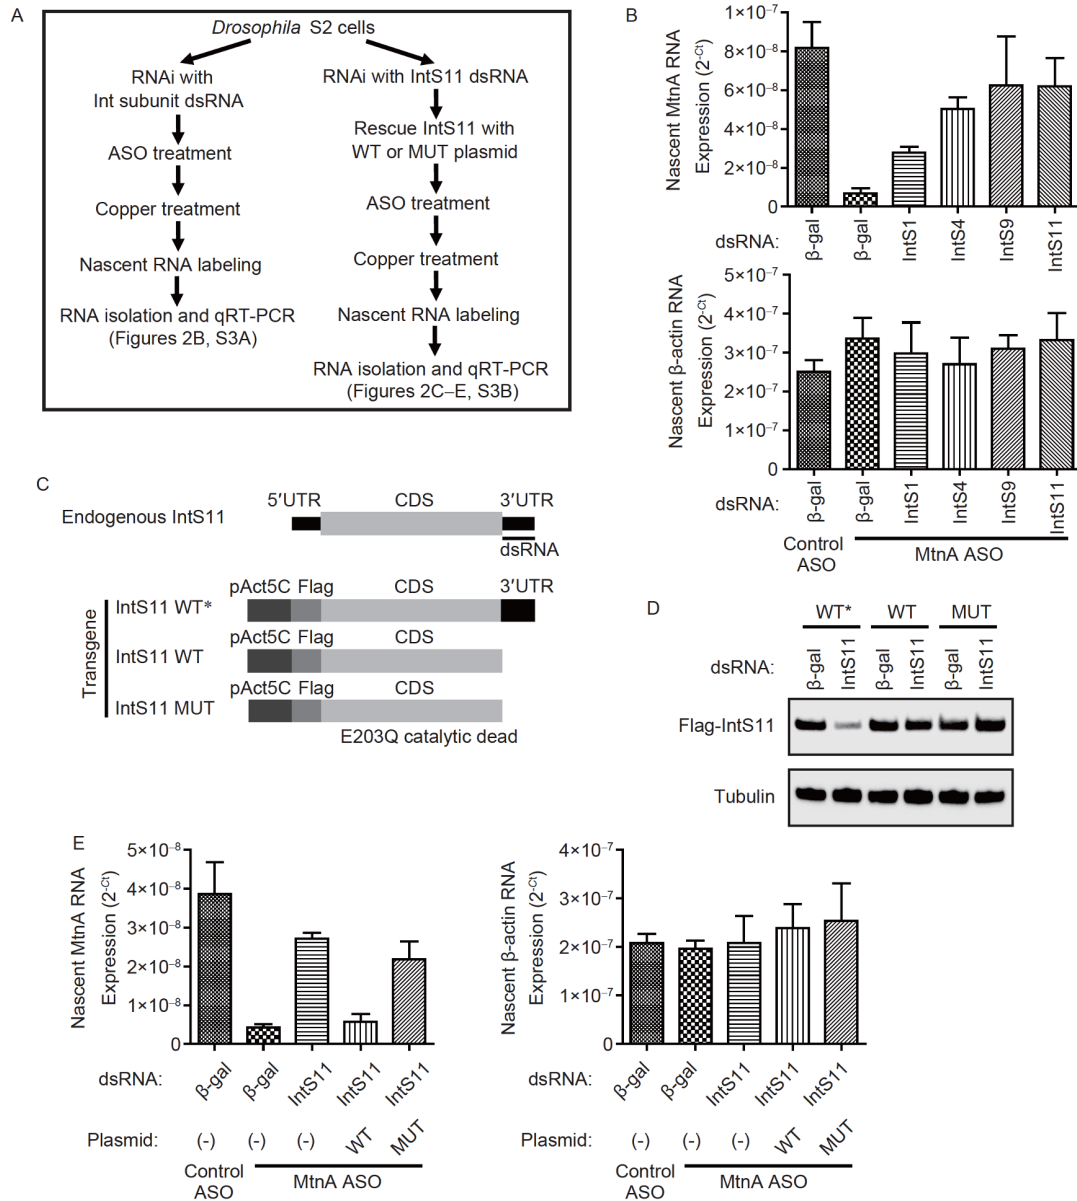 A
Drosophila S2 cells
RNAi with
Int subunit dsRNA
ASO treatment
Copper treatment
Nascent RNA labeling
RNA isolation and qRT-PCR
(Figures 2B, S3A)
RNAi with IntS11 dsRNA
Rescue IntS11 with
WT or MUT plasmid
ASO treatment
Copper treatment
Nascent RNA labeling
RNA isolation and qRT-PCR
(Figures 2C–E, S3B)
B
Nascent MtnA RNA
Expression (2⁻ᶜᵗ)
1×10⁻⁷
8×10⁻⁸
6×10⁻⁸
4×10⁻⁸
2×10⁻⁸
0
dsRNA: β-gal β-gal IntS1 IntS4 IntS9 IntS11
Nascent β-actin RNA
Expression (2⁻ᶜᵗ)
5×10⁻⁷
4×10⁻⁷
3×10⁻⁷
2×10⁻⁷
1×10⁻⁷
0
dsRNA: β-gal β-gal IntS1 IntS4 IntS9 IntS11
Control
ASO
MtnA ASO
C
5′UTR CDS 3′UTR
Endogenous IntS11
dsRNA
Transgene
pAct5C Flag CDS 3′UTR
IntS11 WT*
pAct5C Flag CDS
IntS11 WT
pAct5C Flag CDS
IntS11 MUT
E203Q catalytic dead
D
WT* WT MUT
dsRNA: β-gal IntS11 β-gal IntS11 β-gal IntS11
Flag-IntS11
Tubulin
E
Nascent MtnA RNA
Expression (2⁻ᶜᵗ)
5×10⁻⁸
4×10⁻⁸
3×10⁻⁸
2×10⁻⁸
1×10⁻⁸
0
dsRNA: β-gal β-gal IntS11 IntS11 IntS11
Plasmid: (-) (-) (-) WT MUT
Control
ASO
MtnA ASO
Nascent β-actin RNA
Expression (2⁻ᶜᵗ)
4×10⁻⁷
3×10⁻⁷
2×10⁻⁷
1×10⁻⁷
0
β-gal β-gal IntS11 IntS11 IntS11
(-) (-) (-) WT MUT
Control
ASO
MtnA ASO